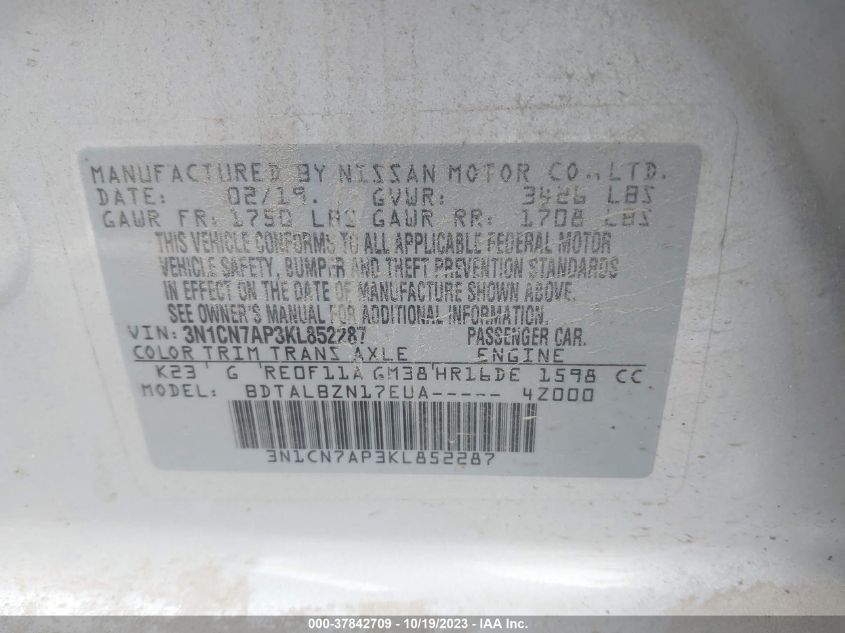 MANUFACTURED BY NISSAN MOTOR CO.,LTD.
DATE: 02/19. GVWR: 3426 LBS
GAWR FR: 1750 LBS GAWR RR: 1708 LBS
THIS VEHICLE CONFORMS TO ALL APPLICABLE FEDERAL MOTOR
VEHICLE SAFETY, BUMPER AND THEFT PREVENTION STANDARDS
IN EFFECT ON THE DATE OF MANUFACTURE SHOWN ABOVE.
SEE OWNER'S MANUAL FOR ADDITIONAL INFORMATION.
VIN: 3N1CN7AP3KL852287 PASSENGER CAR.
COLOR TRIM TRANS AXLE ENGINE
K23 G RE0F11A GM38 HR16DE 1598 CC
MODEL: BDTALBZN17EUA----- 4Z000
3N1CN7AP3KL852287
000-37842709 - 10/19/2023 - IAA Inc.